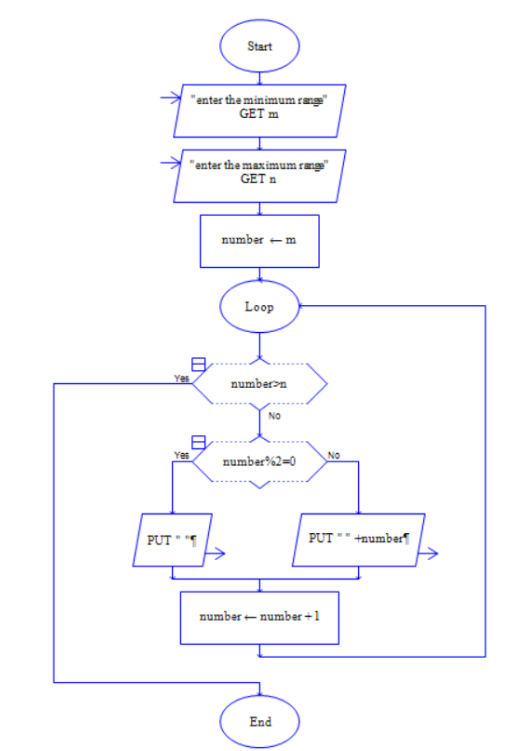 Start
"enter the minimum range"
GET m
"enter the maximum range"
GET n
number ← m
Loop
Yes
number>n
No
Yes
number%2=0
No
PUT " "¶
PUT " " +number¶
number ← number + 1
End